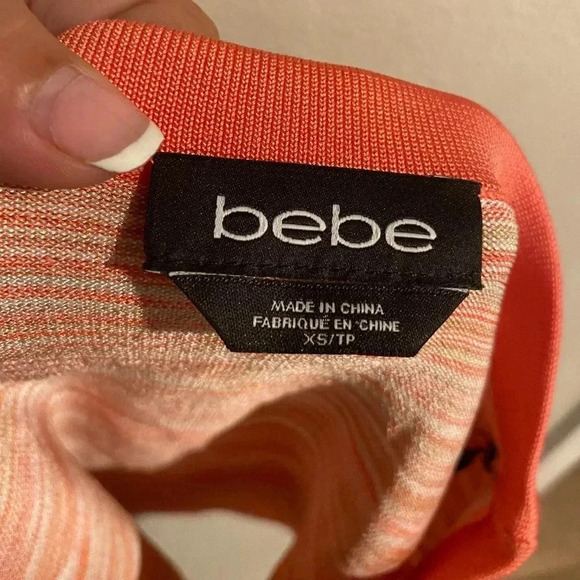 bebe
MADE IN CHINA
FABRIQUÉ EN CHINE
XS/TP